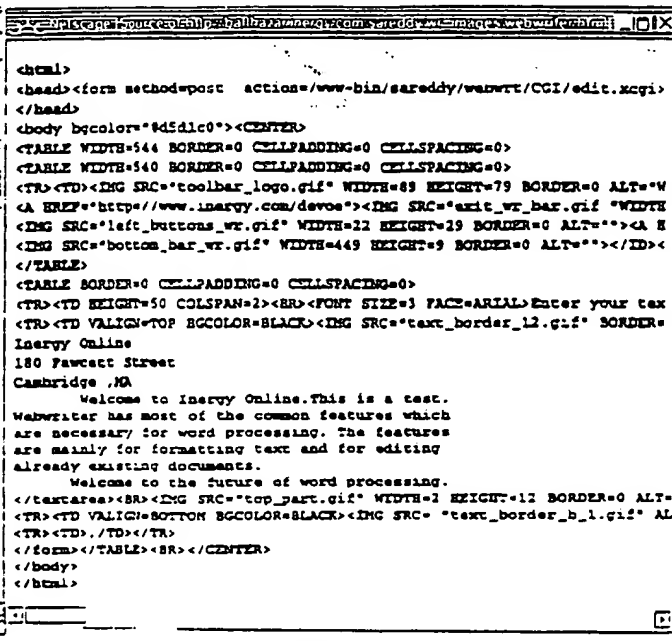 Netscape
<html>
<head><form method=post action=/www-bin/sareddy/webwrt/CGI/edit.xcgi>
</head>
<body bgcolor="#d5d1c0"><CENTER>
<TABLE WIDTH=544 BORDER=0 CELLPADDING=0 CELLSPACING=0>
<TABLE WIDTH=540 BORDER=0 CELLPADDING=0 CELLSPACING=0>
<TR><TD><IMG SRC="toolbar_logo.gif" WIDTH=89 HEIGHT=79 BORDER=0 ALT="W
<A HREF="http://www.inergy.com/devos"><IMG SRC="exit_wr_bar.gif "WIDTH
<IMG SRC="left_buttons_wr.gif" WIDTH=22 HEIGHT=29 BORDER=0 ALT=""><A H
<IMG SRC="bottom_bar_wr.gif" WIDTH=449 HEIGHT=9 BORDER=0 ALT=""></TD><
</TABLE>
<TABLE BORDER=0 CELLPADDING=0 CELLSPACING=0>
<TR><TD HEIGHT=50 COLSPAN=2><BR><FONT SIZE=3 FACE=ARIAL>Enter your tex
<TR><TD VALIGN=TOP BGCOLOR=BLACK><IMG SRC="text_border_12.gif" BORDER=
Inergy Online
180 Fawcett Street
Cambridge ,MA
Welcome to Inergy Online.This is a test.
Webwriter has most of the common features which
are necessary for word processing. The features
are mainly for formatting text and for editing
already existing documents.
Welcome to the future of word processing.
</textarea><BR><IMG SRC="top_part.gif" WIDTH=2 HEIGHT=12 BORDER=0 ALT=
<TR><TD VALIGN=BOTTOM BGCOLOR=BLACK><IMG SRC= "text_border_b_1.gif" AL
<TR><TD>./TD></TR>
</form></TABLE><BR></CENTER>
</body>
</html>